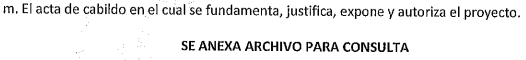 m. El acta de cabildo en el cual se fundamenta, justifica, expone y autoriza el proyecto.
SE ANEXA ARCHIVO PARA CONSULTA